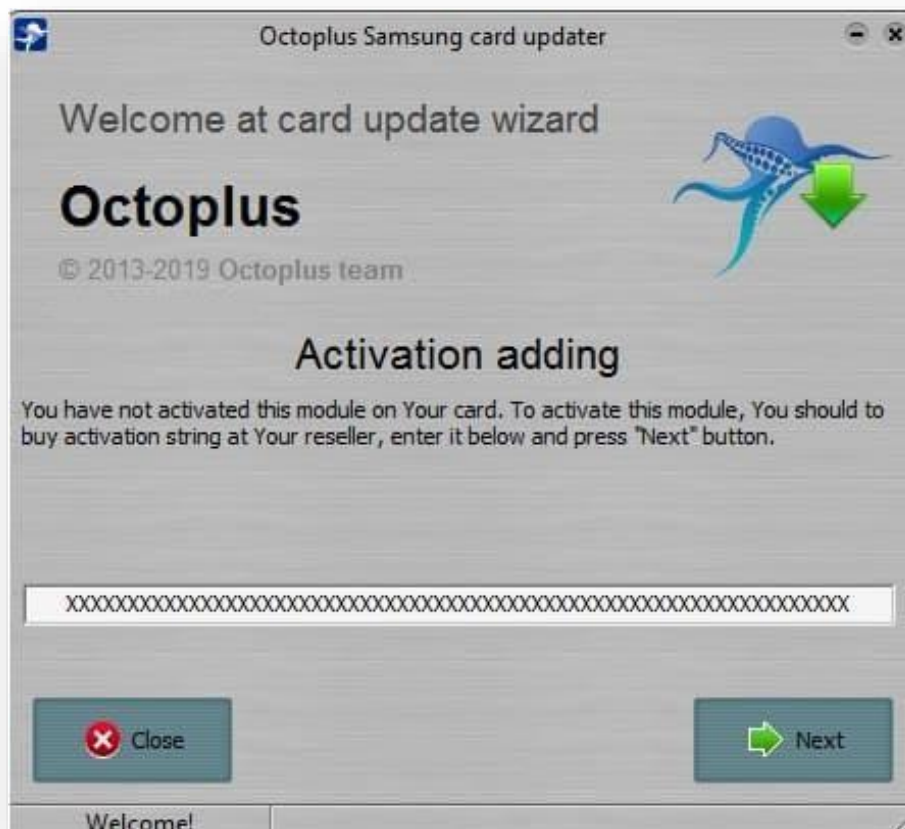 Octoplus Samsung card updater
Welcome at card update wizard
Octoplus
© 2013-2019 Octoplus team
Activation adding
You have not activated this module on Your card. To activate this module, You should to
buy activation string at Your reseller, enter it below and press "Next" button.
XXXXXXXXXXXXXXXXXXXXXXXXXXXXXXXXXXXXXXXXXXXXXXXXXXXXXXXXXXXXXXXX
Close
Next
Welcome!